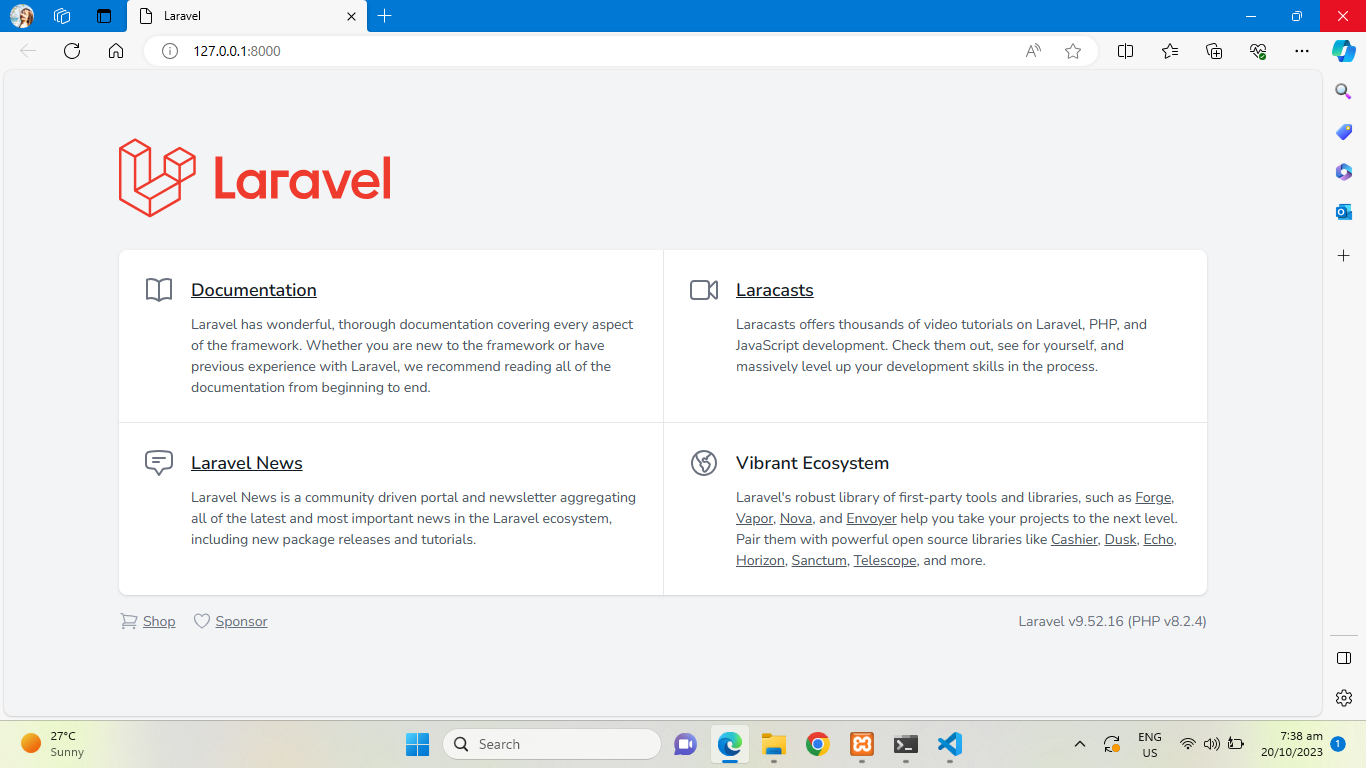 Laravel
127.0.0.1:8000
Laravel
Documentation
Laravel has wonderful, thorough documentation covering every aspect
of the framework. Whether you are new to the framework or have
previous experience with Laravel, we recommend reading all of the
documentation from beginning to end.
Laracasts
Laracasts offers thousands of video tutorials on Laravel, PHP, and
JavaScript development. Check them out, see for yourself, and
massively level up your development skills in the process.
Laravel News
Laravel News is a community driven portal and newsletter aggregating
all of the latest and most important news in the Laravel ecosystem,
including new package releases and tutorials.
Vibrant Ecosystem
Laravel's robust library of first-party tools and libraries, such as Forge,
Vapor, Nova, and Envoyer help you take your projects to the next level.
Pair them with powerful open source libraries like Cashier, Dusk, Echo,
Horizon, Sanctum, Telescope, and more.
Shop Sponsor
Laravel v9.52.16 (PHP v8.2.4)
27°C
Sunny
Search
ENG
US
7:38 am
20/10/2023
1